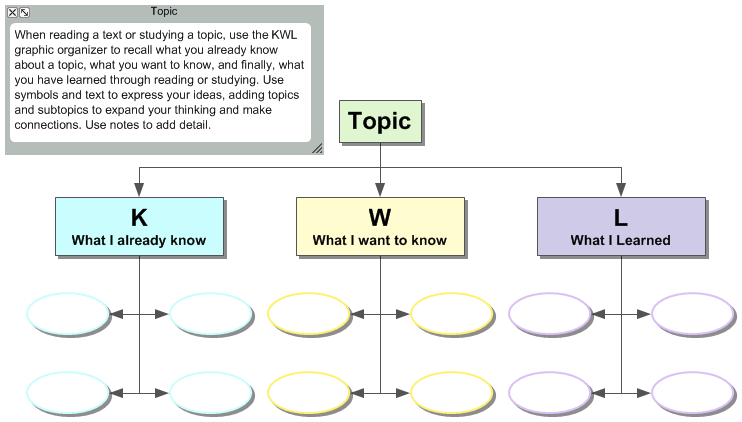 Topic
When reading a text or studying a topic, use the KWL
graphic organizer to recall what you already know
about a topic, what you want to know, and finally, what
you have learned through reading or studying. Use
symbols and text to express your ideas, adding topics
and subtopics to expand your thinking and make
connections. Use notes to add detail.
Topic
K
What I already know
W
What I want to know
L
What I Learned